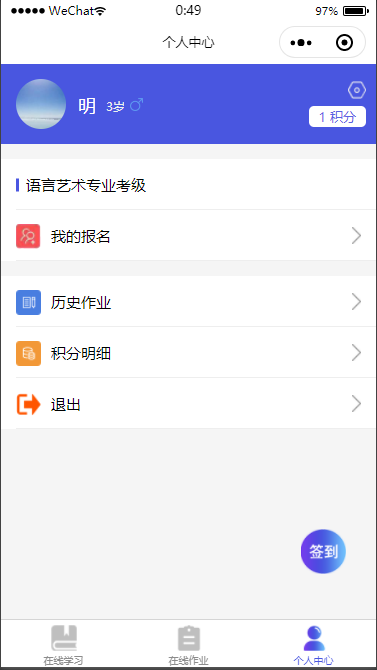 WeChat 0:49 97%
个人中心
明 3岁
1 积分
语言艺术专业考级
我的报名
历史作业
积分明细
退出
签到
在线学习 在线作业 个人中心